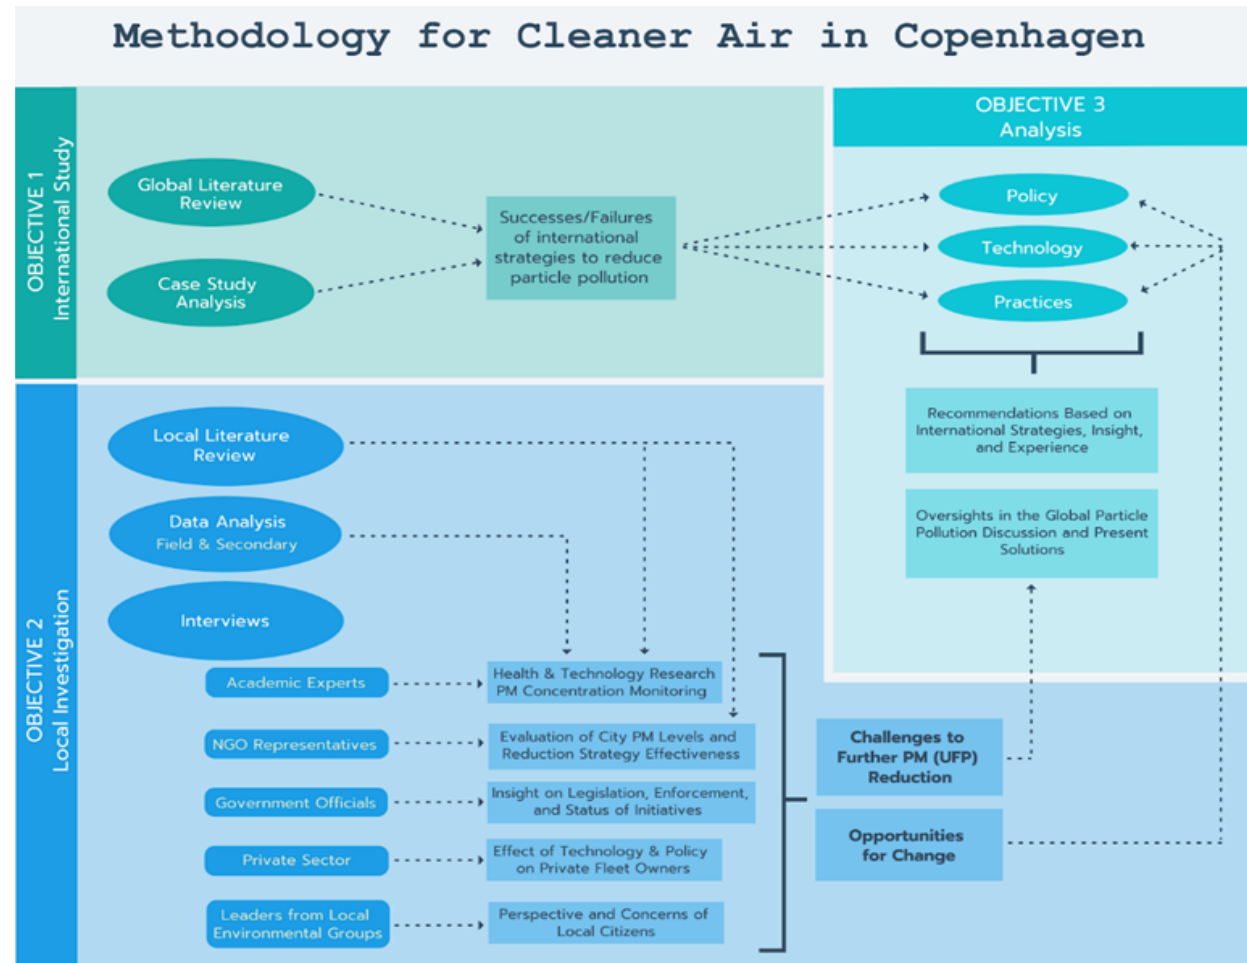 Methodology for Cleaner Air in Copenhagen
OBJECTIVE 1
International Study
Global Literature
Review
Case Study
Analysis
Successes/Failures
of international
strategies to reduce
particle pollution
OBJECTIVE 3
Analysis
Policy
Technology
Practices
Recommendations Based on
International Strategies, Insight,
and Experience
Oversights in the Global Particle
Pollution Discussion and Present
Solutions
OBJECTIVE 2
Local Investigation
Local Literature
Review
Data Analysis
Field & Secondary
Interviews
Academic Experts
Health & Technology Research
PM Concentration Monitoring
NGO Representatives
Evaluation of City PM Levels and
Reduction Strategy Effectiveness
Government Officials
Insight on Legislation, Enforcement,
and Status of Initiatives
Private Sector
Effect of Technology & Policy
on Private Fleet Owners
Leaders from Local
Environmental Groups
Perspective and Concerns of
Local Citizens
Challenges to
Further PM (UFP)
Reduction
Opportunities
for Change